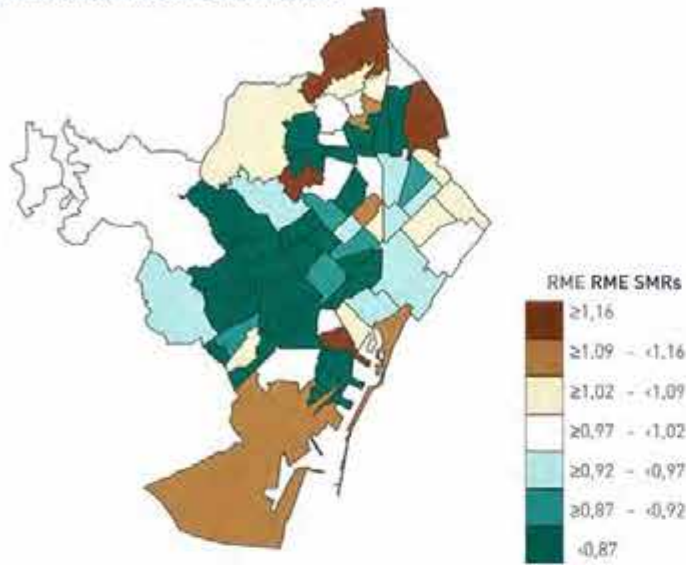 RME RME SMRs
≥1,16
≥1.09 - <1,16
≥1,02 - <1,09
≥0,97 - <1,02
≥0,92 - <0,97
≥0,87 - <0,92
<0,87